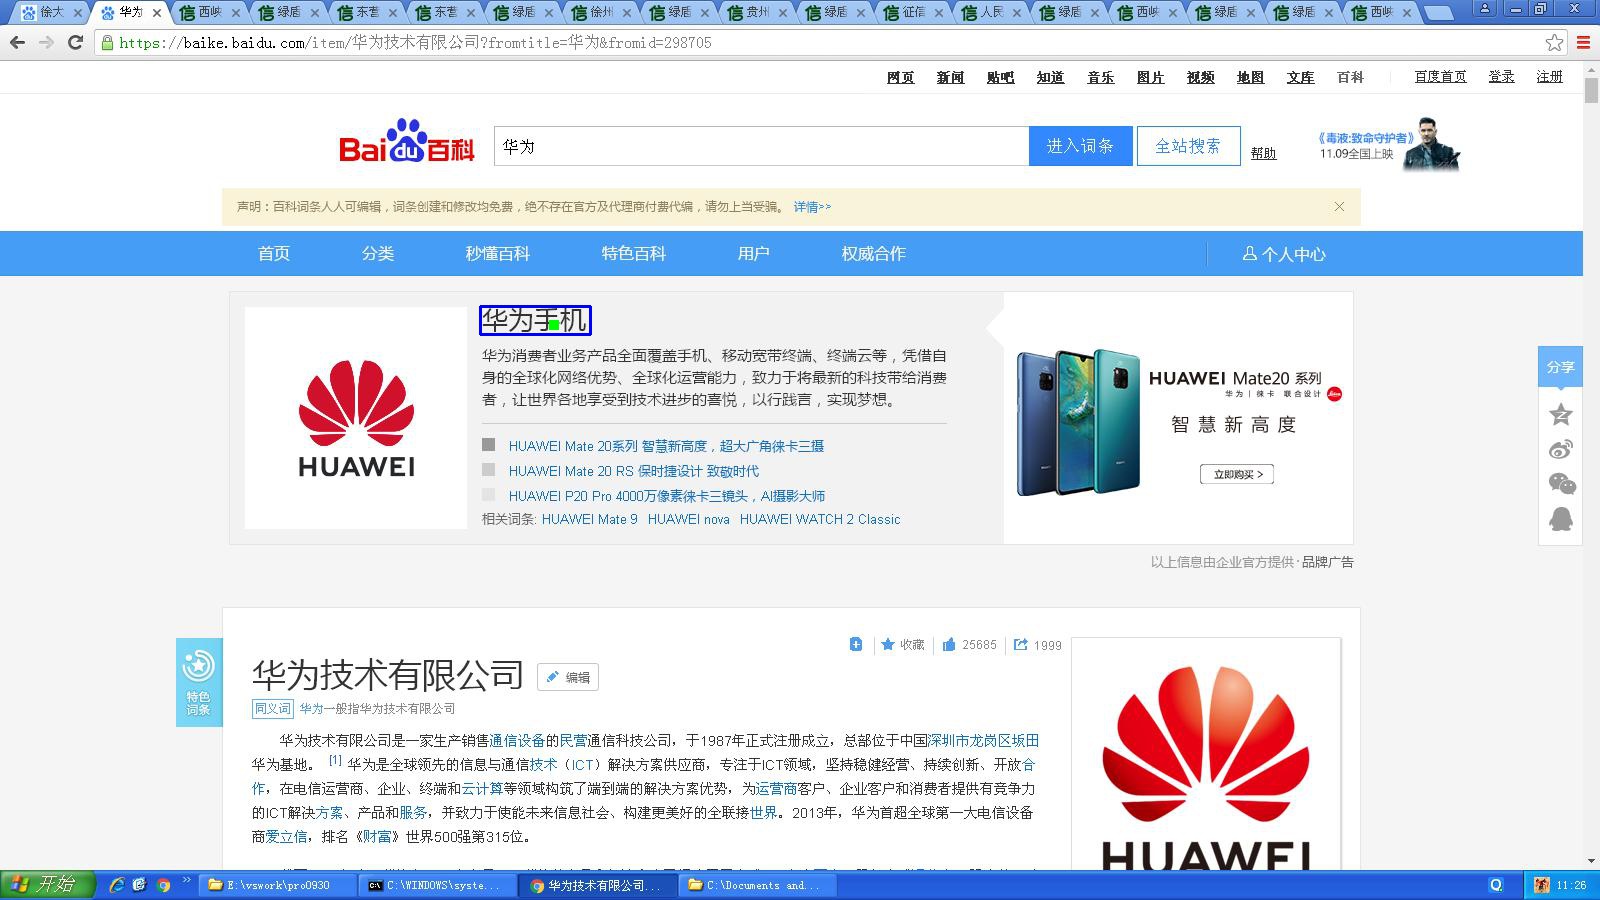 徐大
华为
西峡
绿盾
东营
东营
绿盾
徐州
绿盾
贵州
绿盾
征信
人民
绿盾
西峡
绿盾
绿盾
西峡
https://baike.baidu.com/item/华为技术有限公司?fromtitle=华为&fromid=298705
网页 新闻 贴吧 知道 音乐 图片 视频 地图 文库 百科 百度首页 登录 注册
Baidu百科 华为 进入词条 全站搜索 帮助
《毒液:致命守护者》
11.09全国上映
声明：百科词条人人可编辑，词条创建和修改均免费，绝不存在官方及代理商付费代编，请勿上当受骗。 详情>>
首页 分类 秒懂百科 特色百科 用户 权威合作 个人中心
HUAWEI
华为手机
华为消费者业务产品全面覆盖手机、移动宽带终端、终端云等，凭借自
身的全球化网络优势、全球化运营能力，致力于将最新的科技带给消费
者，让世界各地享受到技术进步的喜悦，以行践言，实现梦想。
HUAWEI Mate 20系列 智慧新高度，超大广角徕卡三摄
HUAWEI Mate 20 RS 保时捷设计 致敬时代
HUAWEI P20 Pro 4000万像素徕卡三镜头，AI摄影大师
相关词条: HUAWEI Mate 9 HUAWEI nova HUAWEI WATCH 2 Classic
HUAWEI Mate20 系列
华为 | 徕卡 联合设计
智慧新高度
立即购买 >
分享
以上信息由企业官方提供·品牌广告
特色
词条
收藏 25685 1999
华为技术有限公司 编辑
同义词 华为一般指华为技术有限公司
华为技术有限公司是一家生产销售通信设备的民营通信科技公司，于1987年正式注册成立，总部位于中国深圳市龙岗区坂田
华为基地。 [1] 华为是全球领先的信息与通信技术（ICT）解决方案供应商，专注于ICT领域，坚持稳健经营、持续创新、开放合
作，在电信运营商、企业、终端和云计算等领域构筑了端到端的解决方案优势，为运营商客户、企业客户和消费者提供有竞争力
的ICT解决方案、产品和服务，并致力于使能未来信息社会、构建更美好的全联接世界。2013年，华为首超全球第一大电信设备
商爱立信，排名《财富》世界500强第315位。
HUAWEI
开始 E:\vswork\pro0930 C:\WINDOWS\syste... 华为技术有限公司... C:\Documents and... 11:26